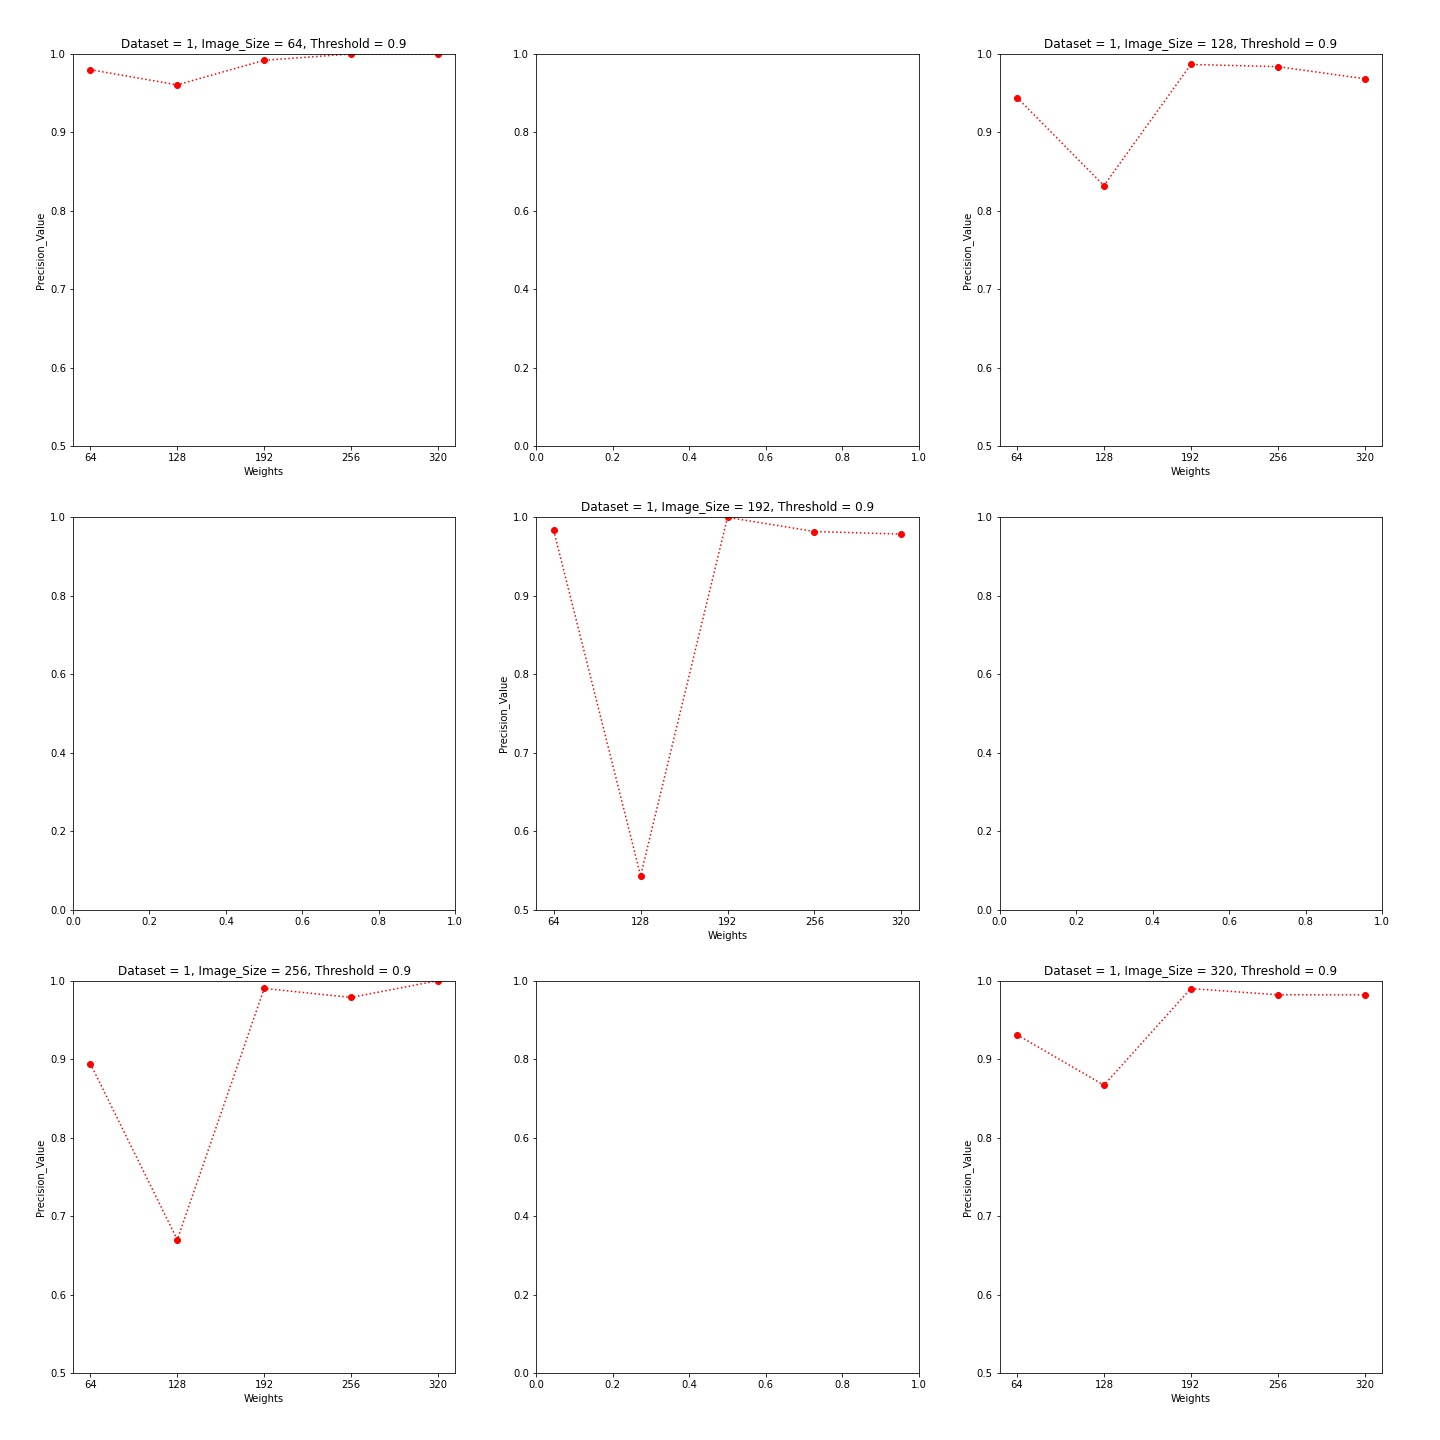 Dataset = 1, Image_Size = 64, Threshold = 0.9
1.0
0.9
0.8
0.7
0.6
0.5
Precision_Value
64 128 192 256 320
Weights
1.0
0.8
0.6
0.4
0.2
0.0
0.0 0.2 0.4 0.6 0.8 1.0
Dataset = 1, Image_Size = 128, Threshold = 0.9
1.0
0.9
0.8
0.7
0.6
0.5
Precision_Value
64 128 192 256 320
Weights
1.0
0.8
0.6
0.4
0.2
0.0
0.0 0.2 0.4 0.6 0.8 1.0
Dataset = 1, Image_Size = 192, Threshold = 0.9
1.0
0.9
0.8
0.7
0.6
0.5
Precision_Value
64 128 192 256 320
Weights
1.0
0.8
0.6
0.4
0.2
0.0
0.0 0.2 0.4 0.6 0.8 1.0
Dataset = 1, Image_Size = 256, Threshold = 0.9
1.0
0.9
0.8
0.7
0.6
0.5
Precision_Value
64 128 192 256 320
Weights
1.0
0.8
0.6
0.4
0.2
0.0
0.0 0.2 0.4 0.6 0.8 1.0
Dataset = 1, Image_Size = 320, Threshold = 0.9
1.0
0.9
0.8
0.7
0.6
0.5
Precision_Value
64 128 192 256 320
Weights